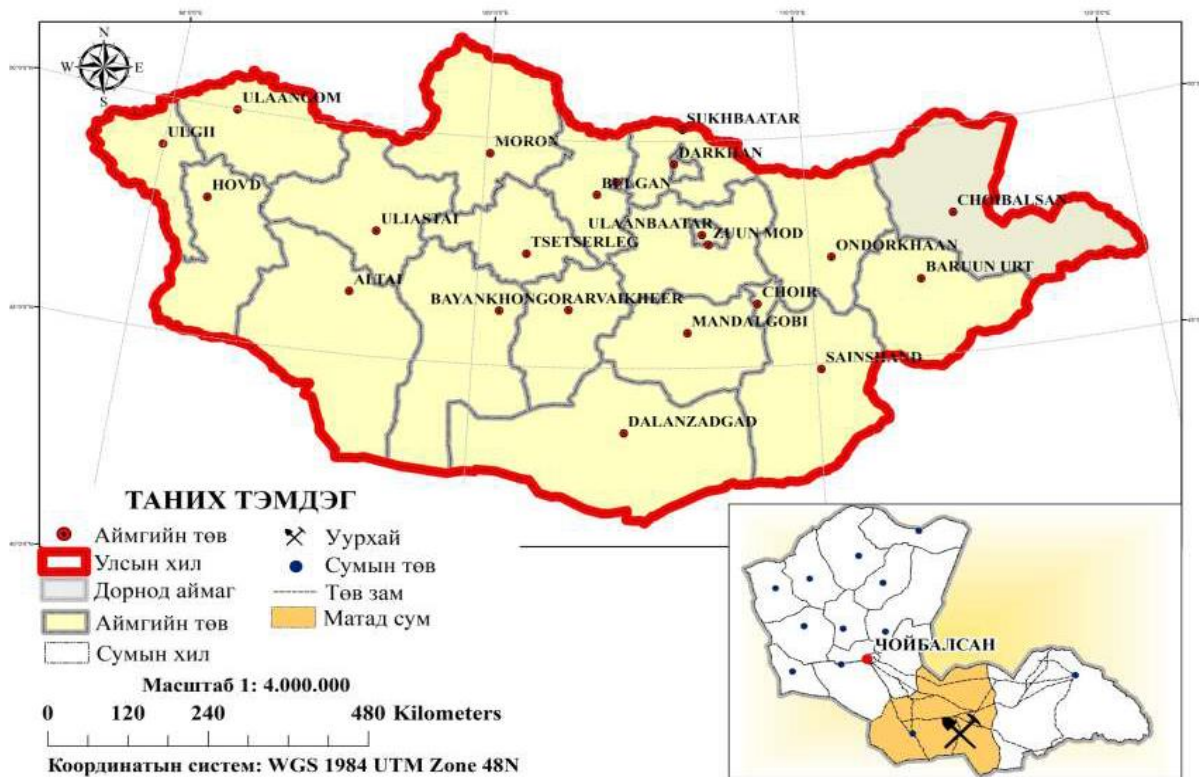 N
W E
S
ULAANGOM
SUKHBAATAR
ULGII
MORON
DARKHAN
HOVD
BULGAN
CHOIBALSAN
ULIASTAI
ULAANBAATAR
ZUUN MOD
TSETSERLEG
ONDORKHAAN
BARUUN URT
ALTAI
BAYANKHONGOR
ARVAIKHEER
CHOIR
MANDALGOBI
SAINSHAND
DALANZADGAD
ТАНИХ ТЭМДЭГ
Аймгийн төв
Уурхай
Улсын хил
Сумын төв
Дорнод аймаг
Төв зам
Аймгийн төв
Матад сум
Сумын хил
Масштаб 1: 4.000.000
0 120 240 480 Kilometers
Координатын систем: WGS 1984 UTM Zone 48N
ЧОЙБАЛСАН